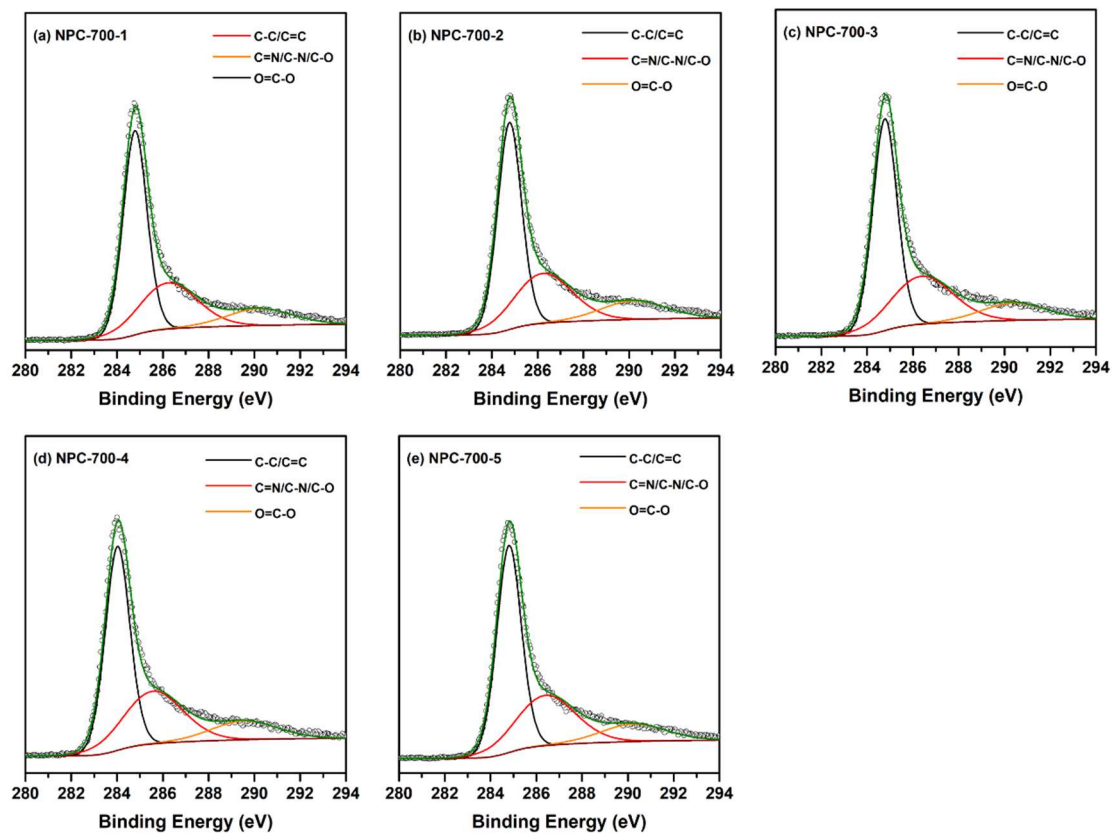 (a) NPC-700-1
C-C/C=C
C=N/C-N/C-O
O=C-O
280 282 284 286 288 290 292 294
Binding Energy (eV)
(b) NPC-700-2
C-C/C=C
C=N/C-N/C-O
O=C-O
280 282 284 286 288 290 292 294
Binding Energy (eV)
(c) NPC-700-3
C-C/C=C
C=N/C-N/C-O
O=C-O
280 282 284 286 288 290 292 294
Binding Energy (eV)
(d) NPC-700-4
C-C/C=C
C=N/C-N/C-O
O=C-O
280 282 284 286 288 290 292 294
Binding Energy (eV)
(e) NPC-700-5
C-C/C=C
C=N/C-N/C-O
O=C-O
280 282 284 286 288 290 292 294
Binding Energy (eV)